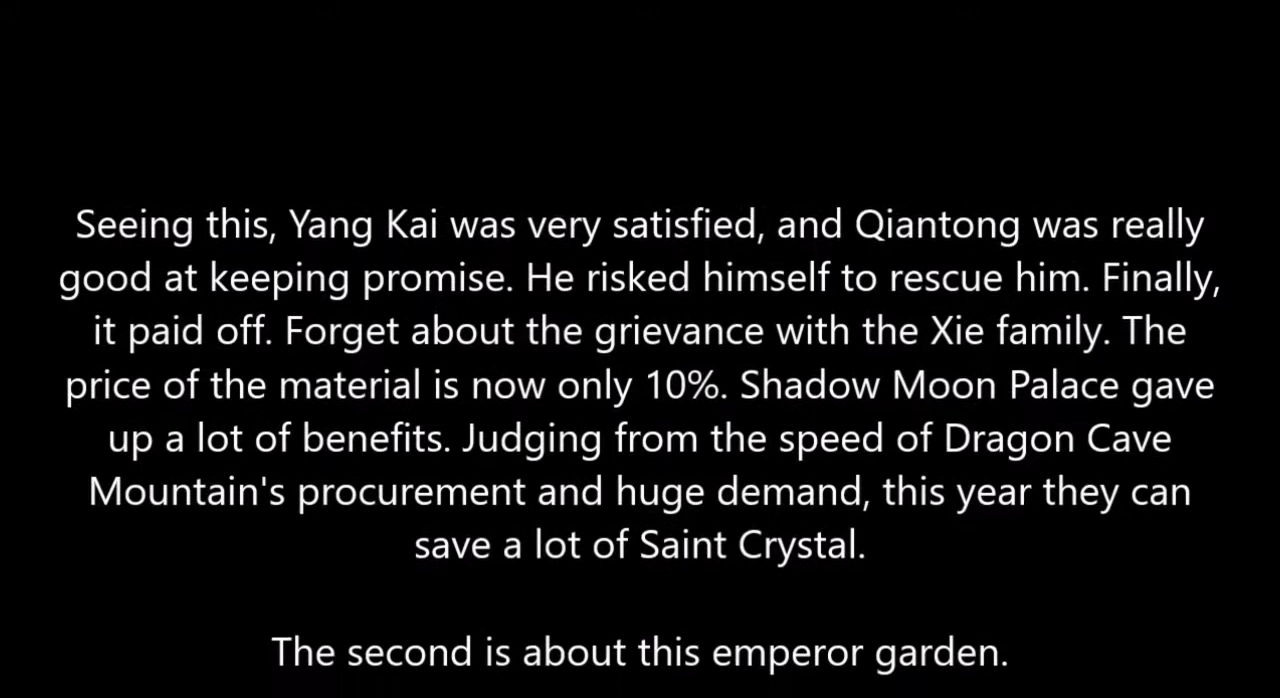 Seeing this, Yang Kai was very satisfied, and Qiantong was really
good at keeping promise. He risked himself to rescue him. Finally,
it paid off. Forget about the grievance with the Xie family. The
price of the material is now only 10%. Shadow Moon Palace gave
up a lot of benefits. Judging from the speed of Dragon Cave
Mountain's procurement and huge demand, this year they can
save a lot of Saint Crystal.
The second is about this emperor garden.